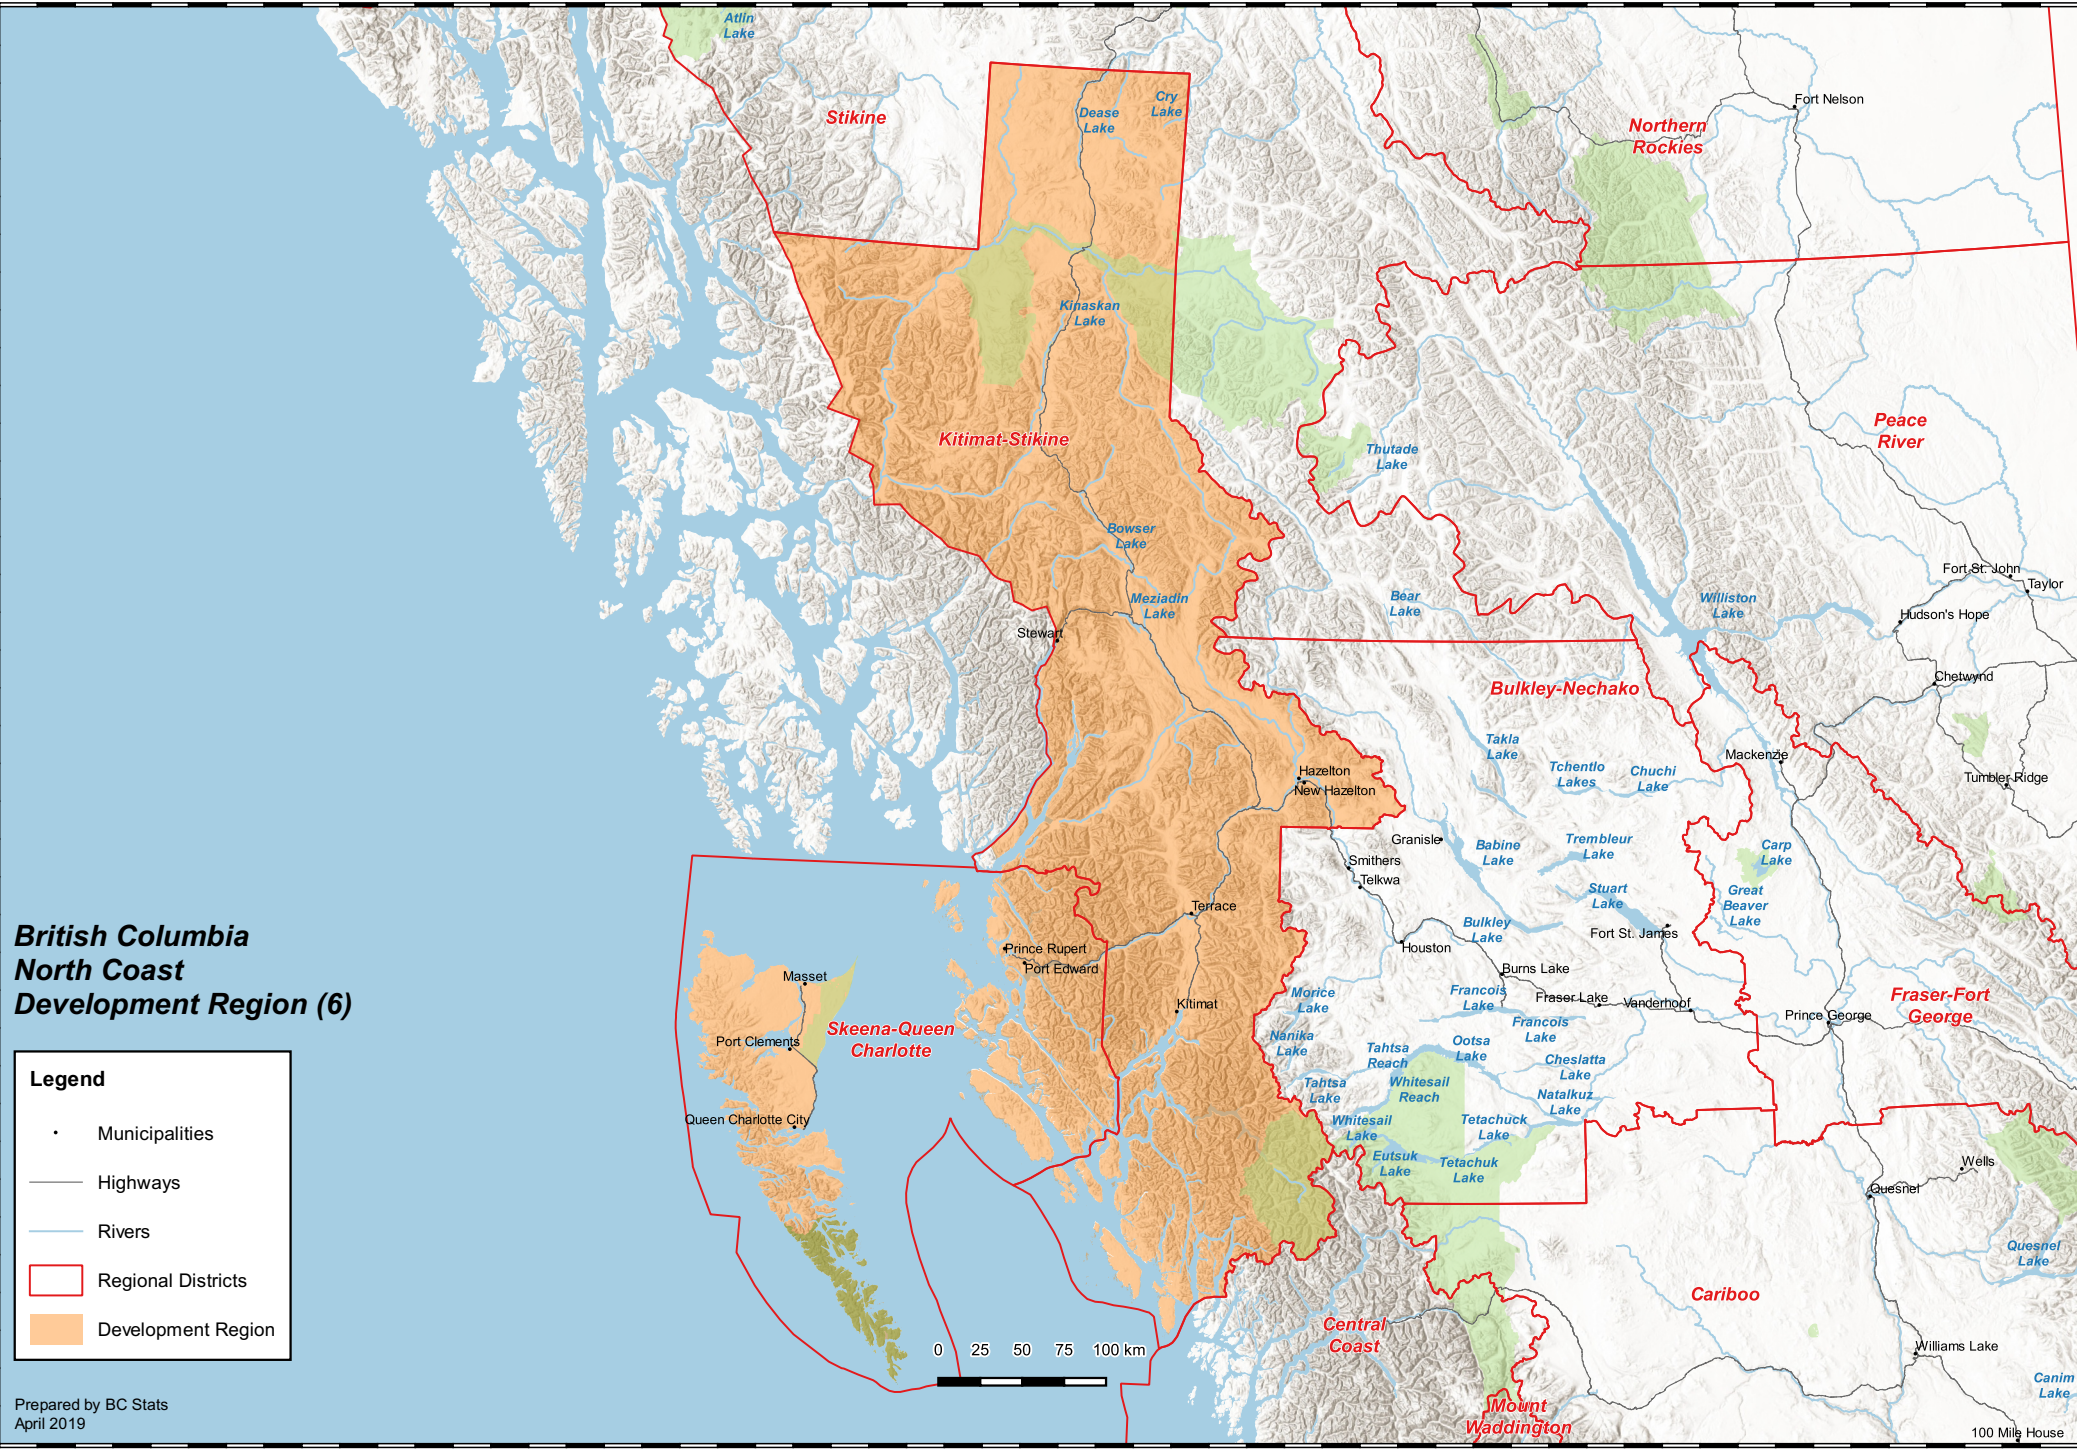 Atlin
Lake
Stikine
Dease
Lake
Cry
Lake
Fort Nelson
Northern
Rockies
Kinaskan
Lake
Kitimat-Stikine
Peace
River
Thutade
Lake
Bowser
Lake
Meziadin
Lake
Bear
Lake
Fort St. John
Taylor
Williston
Lake
Hudson's Hope
Stewart
Chetwynd
Bulkley-Nechako
Takla
Lake
Tchentlo
Lakes
Chuchi
Lake
Mackenzie
Tumbler Ridge
Hazelton
New Hazelton
Granisle
Babine
Lake
Trembleur
Lake
Carp
Lake
Smithers
Telkwa
Stuart
Lake
Great
Beaver
Lake
Terrace
Bulkley
Lake
Fort St. James
Houston
British Columbia
North Coast
Development Region (6)
Prince Rupert
Port Edward
Masset
Burns Lake
Morice
Lake
Francois
Lake
Fraser Lake
Vanderhoof
Fraser-Fort
George
Kitimat
Prince George
Skeena-Queen
Charlotte
Port Clements
Nanika
Lake
Francois
Lake
Tahtsa
Reach
Ootsa
Lake
Cheslatta
Lake
Tahtsa
Lake
Whitesail
Reach
Natalkuz
Lake
Queen Charlotte City
Whitesail
Lake
Tetachuck
Lake
Eutsuk
Lake
Tetachuk
Lake
Wells
Quesnel
Quesnel
Lake
Cariboo
Central
Coast
Williams Lake
Canim
Lake
Mount
Waddington
100 Mile House
0 25 50 75 100 km
Legend
Municipalities
Highways
Rivers
Regional Districts
Development Region
Prepared by BC Stats
April 2019